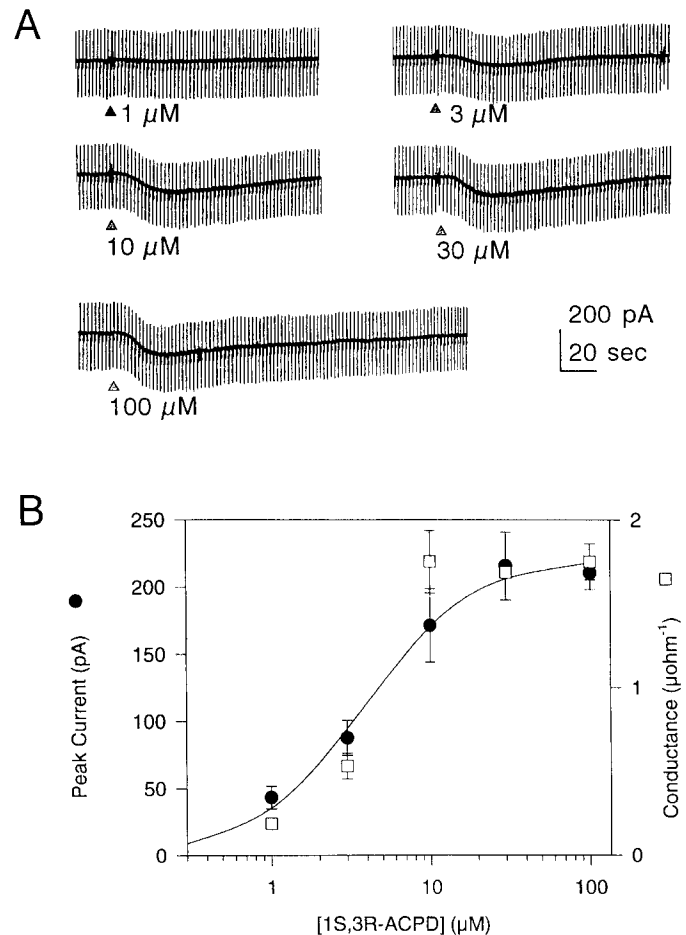 A
1 μM
3 μM
10 μM
30 μM
100 μM
200 pA
20 sec
B
Peak Current (pA)
250
200
150
100
50
0
2
1
0
Conductance (μohm⁻¹)
1
10
100
[1S,3R-ACPD] (μM)